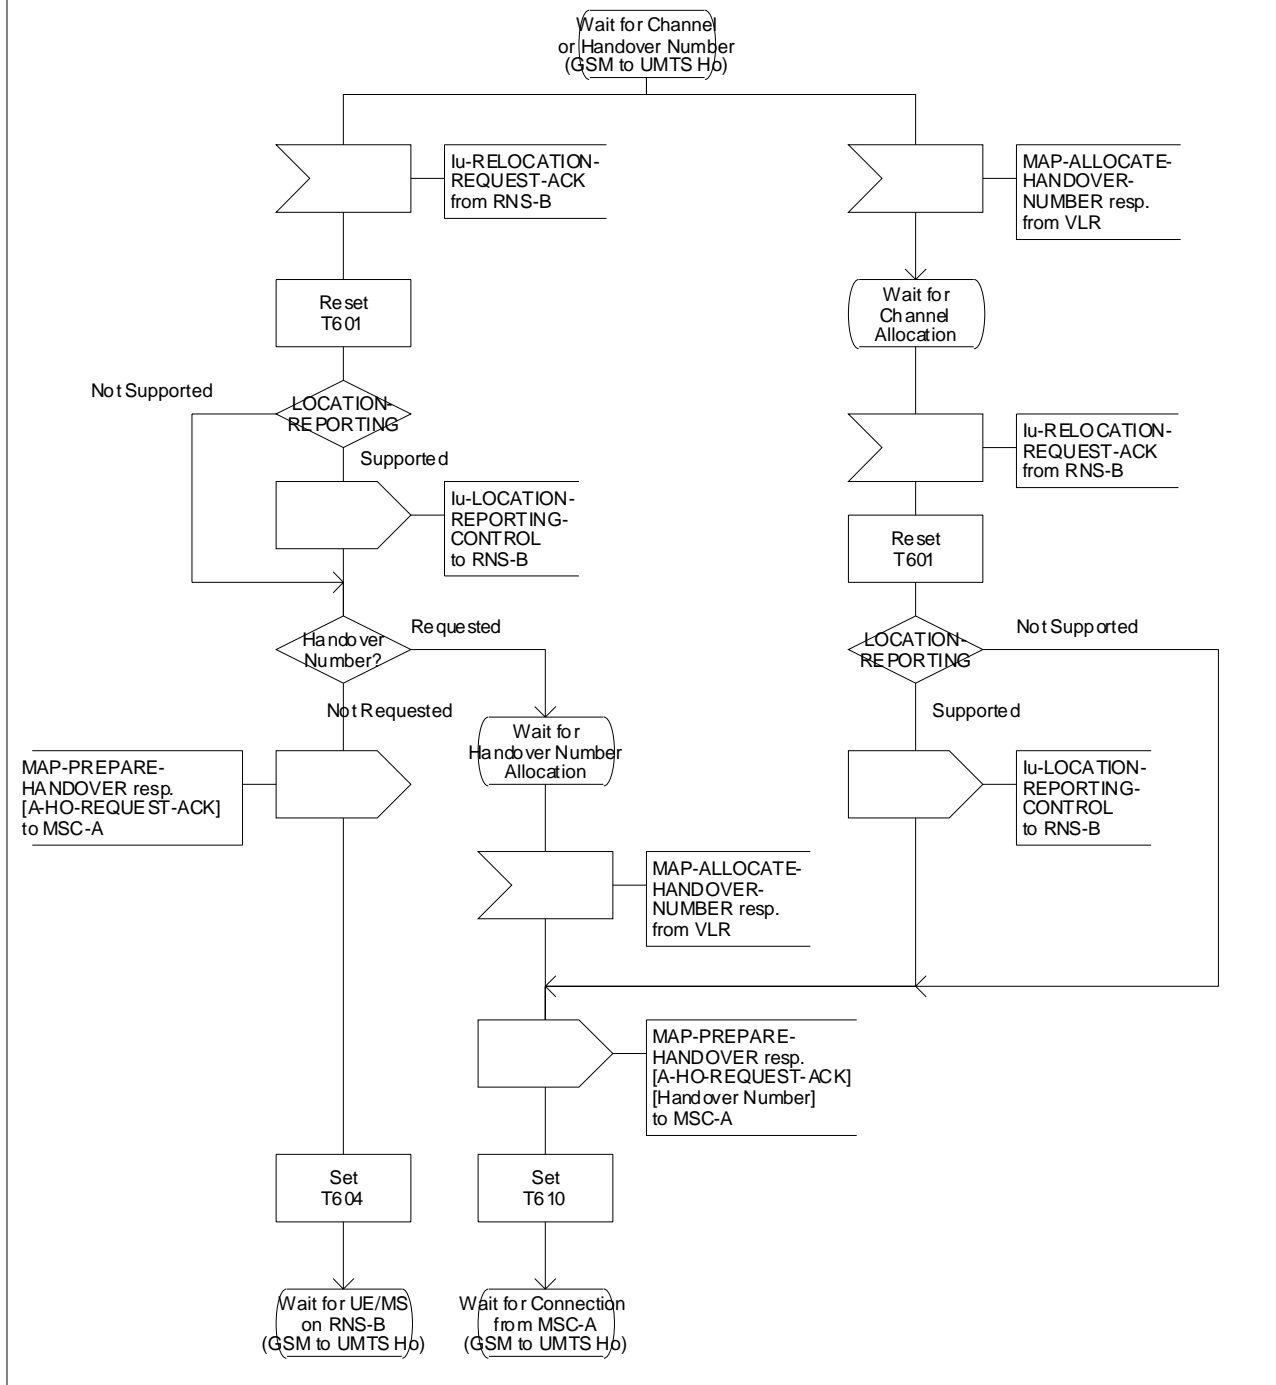 Wait for Channel
or Handover Number
(GSM to UMTS Ho)
Iu-RELOCATION-
REQUEST-ACK
from RNS-B
MAP-ALLOCATE-
HANDOVER-
NUMBER resp.
from VLR
Reset
T601
Wait for
Channel
Allocation
Not Supported
LOCATION-
REPORTING
Supported
Iu-RELOCATION-
REQUEST-ACK
from RNS-B
Iu-LOCATION-
REPORTING-
CONTROL
to RNS-B
Reset
T601
Handover
Number?
Requested
LOCATION-
REPORTING
Not Supported
Not Requested
Supported
Wait for
Handover Number
Allocation
MAP-PREPARE-
HANDOVER resp.
[A-HO-REQUEST-ACK]
to MSC-A
Iu-LOCATION-
REPORTING-
CONTROL
to RNS-B
MAP-ALLOCATE-
HANDOVER-
NUMBER resp.
from VLR
MAP-PREPARE-
HANDOVER resp.
[A-HO-REQUEST-ACK]
[Handover Number]
to MSC-A
Set
T604
Set
T610
Wait for UE/MS
on RNS-B
(GSM to UMTS Ho)
Wait for Connection
from MSC-A
(GSM to UMTS Ho)